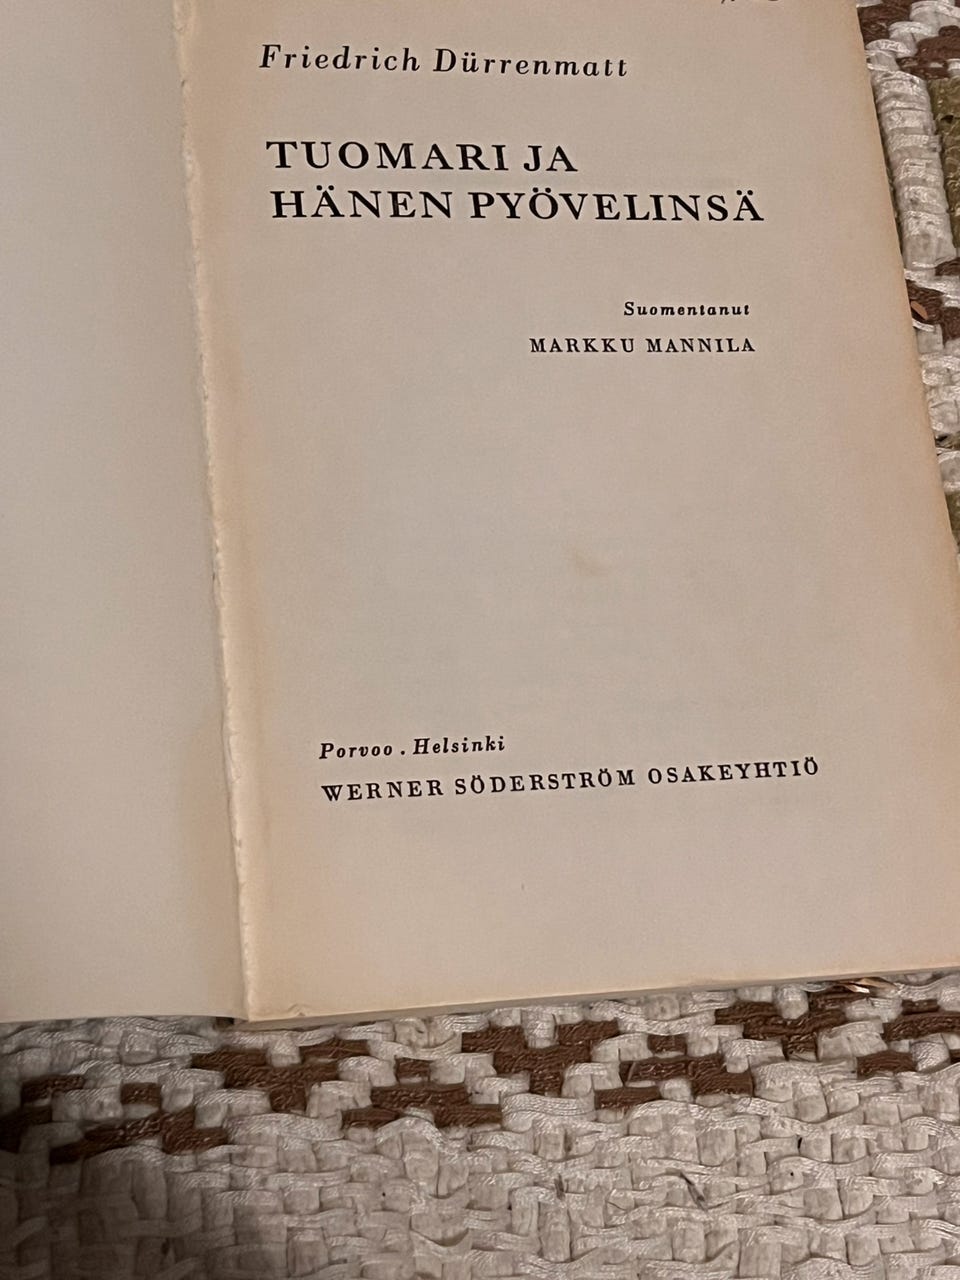 Friedrich Dürrenmatt
TUOMARI JA
HÄNEN PYÖVELINSÄ
Suomentanut
MARKKU MANNILA
Porvoo . Helsinki
WERNER SÖDERSTRÖM OSAKEYHTIÖ